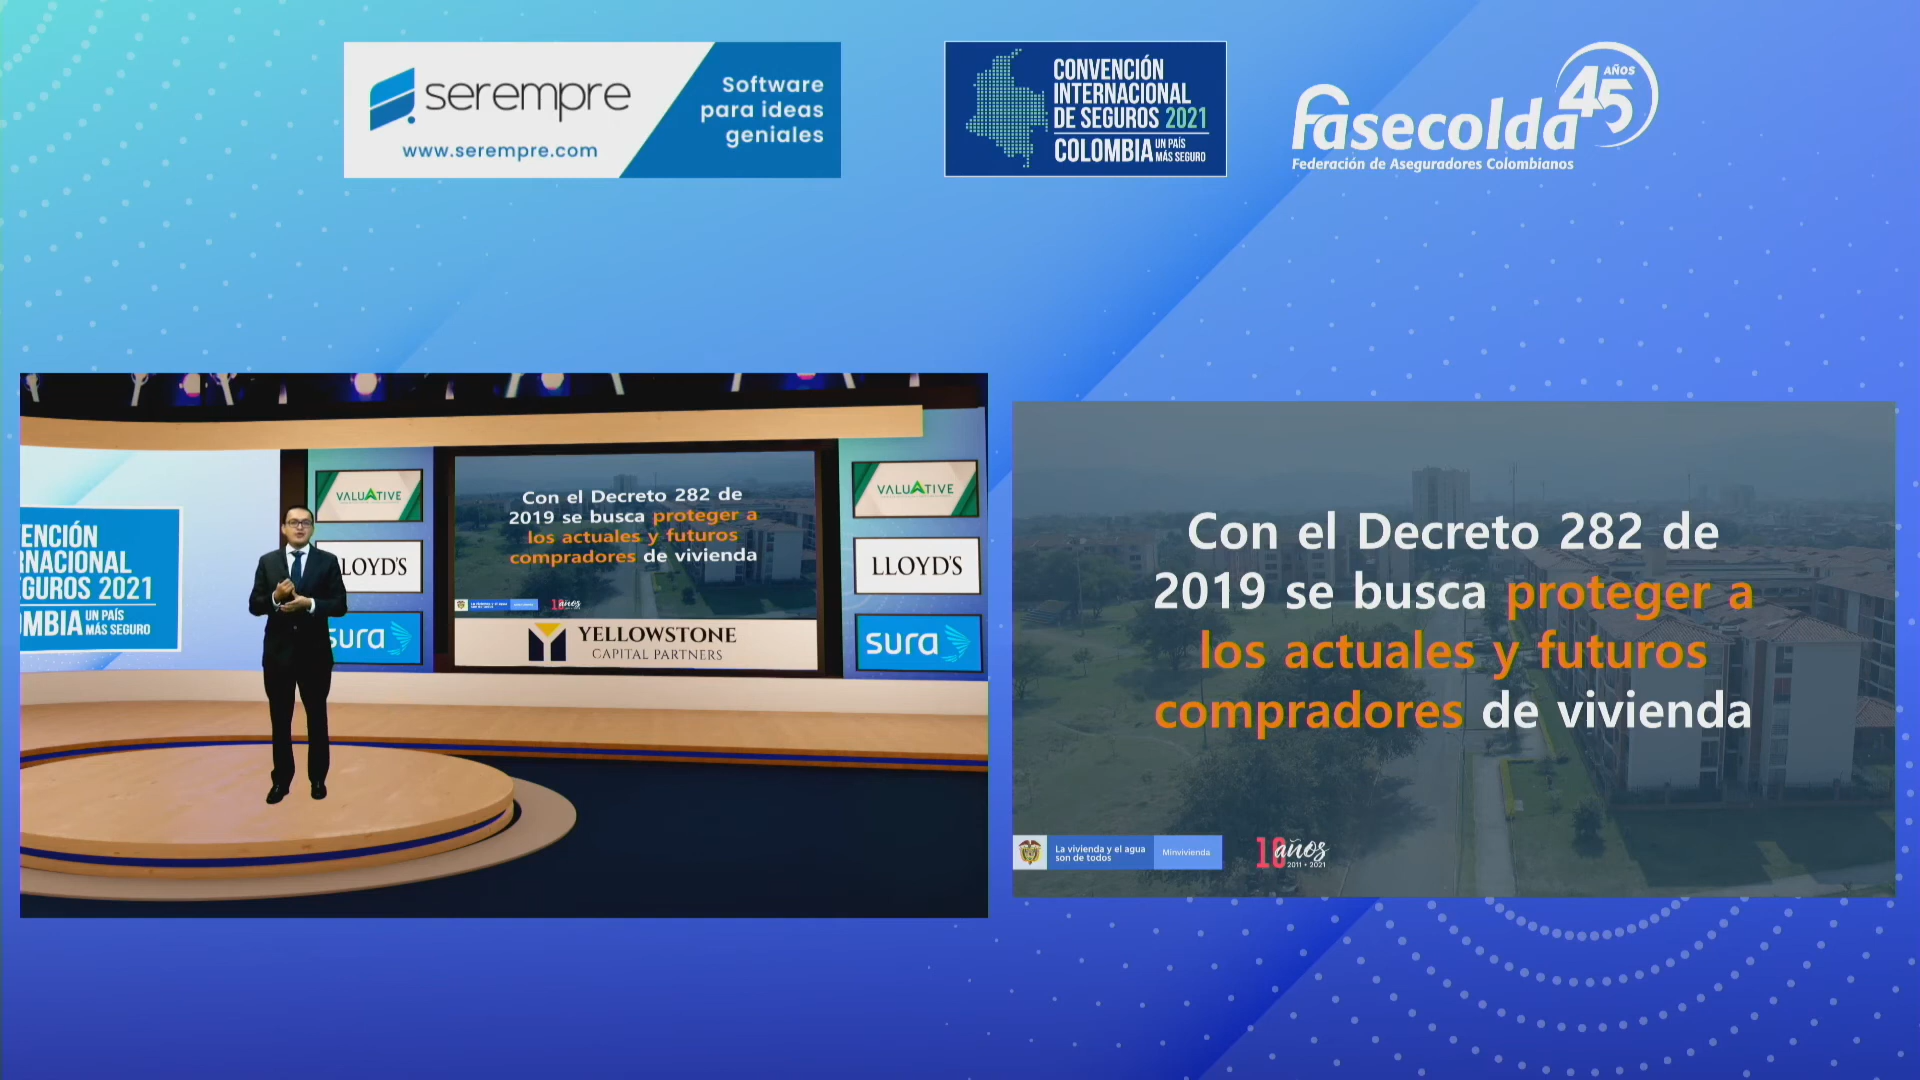 serempre
www.serempre.com
Software
para ideas
geniales
CONVENCIÓN
INTERNACIONAL
DE SEGUROS 2021
COLOMBIA UN PAÍS
MÁS SEGURO
fasecolda
45 AÑOS
Federación de Aseguradores Colombianos
ENCIÓN
RNACIONAL
EGUROS 2021
OMBIA UN PAÍS
MÁS SEGURO
VALUATIVE
LLOYD'S
sura
Con el Decreto 282 de
2019 se busca proteger a
los actuales y futuros
compradores de vivienda
YELLOWSTONE
CAPITAL PARTNERS
VALUATIVE
LLOYD'S
sura
Con el Decreto 282 de
2019 se busca proteger a
los actuales y futuros
compradores de vivienda
La vivienda y el agua
son de todos
Minvivienda
10 años
2011 • 2021